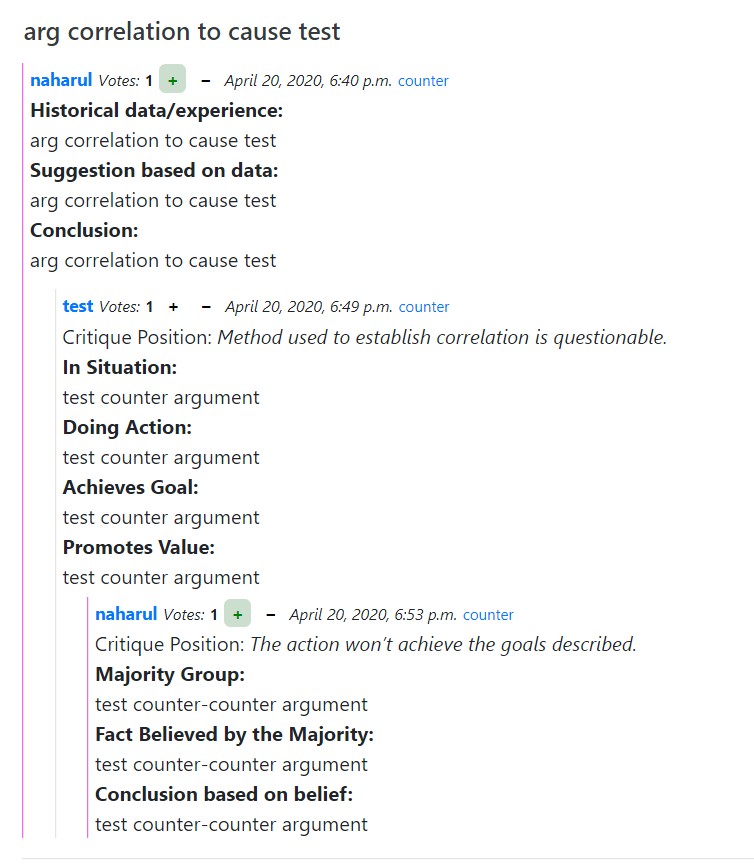 arg correlation to cause test
naharul Votes: 1 + − April 20, 2020, 6:40 p.m. counter
Historical data/experience:
arg correlation to cause test
Suggestion based on data:
arg correlation to cause test
Conclusion:
arg correlation to cause test
test Votes: 1 + − April 20, 2020, 6:49 p.m. counter
Critique Position: Method used to establish correlation is questionable.
In Situation:
test counter argument
Doing Action:
test counter argument
Achieves Goal:
test counter argument
Promotes Value:
test counter argument
naharul Votes: 1 + − April 20, 2020, 6:53 p.m. counter
Critique Position: The action won’t achieve the goals described.
Majority Group:
test counter-counter argument
Fact Believed by the Majority:
test counter-counter argument
Conclusion based on belief:
test counter-counter argument